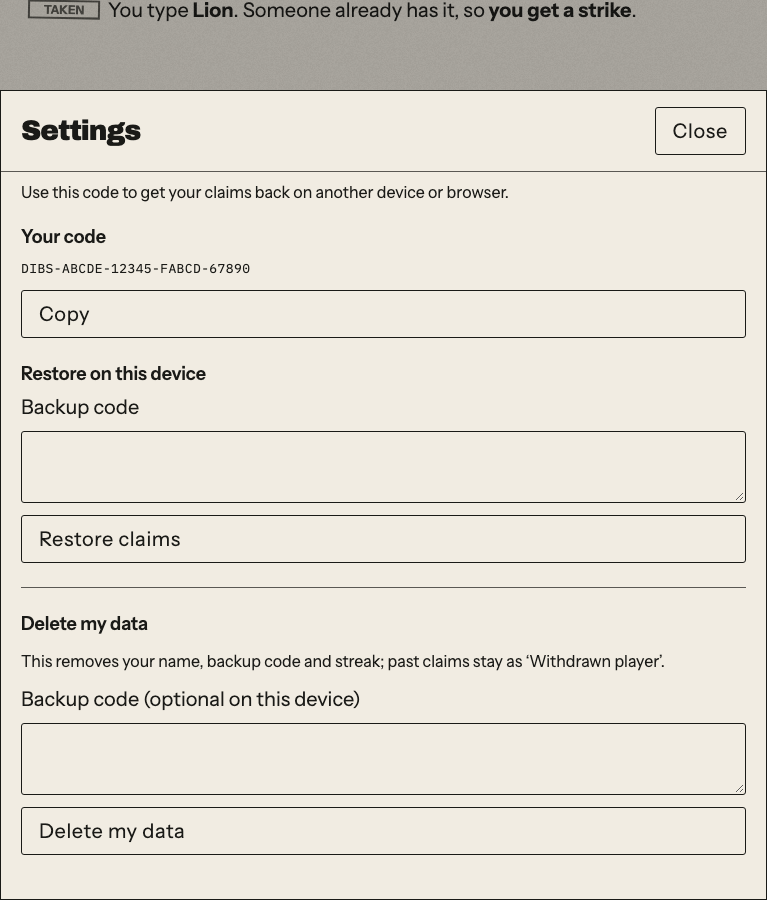 TAKEN You type Lion. Someone already has it, so you get a strike.
Settings
Close
Use this code to get your claims back on another device or browser.
Your code
DIBS-ABCDE-12345-FABCD-67890
Copy
Restore on this device
Backup code
Restore claims
Delete my data
This removes your name, backup code and streak; past claims stay as ‘Withdrawn player’.
Backup code (optional on this device)
Delete my data